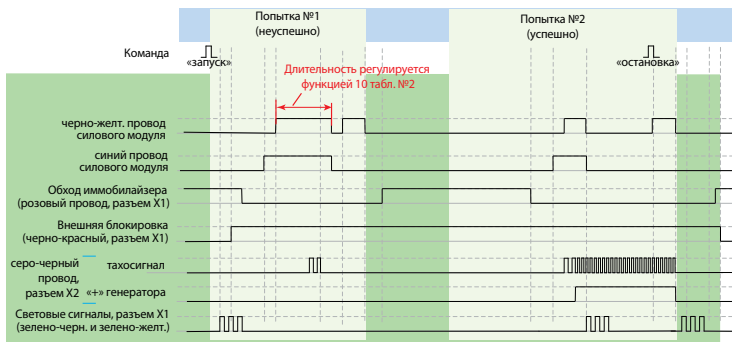 Попытка №1
(неуспешно)
Попытка №2
(успешно)
Команда
«запуск»
«остановка»
Длительность регулируется
функцией 10 табл. №2
черно-желт. провод
силового модуля
синий провод
силового модуля
Обход иммобилайзера
(розовый провод, разъем X1)
Внешняя блокировка
(черно-красный, разъем X1)
серо-черный
провод,
разъем X2
тахосигнал
«+» генератора
Световые сигналы, разъем X1
(зелено-черн. и зелено-желт.)